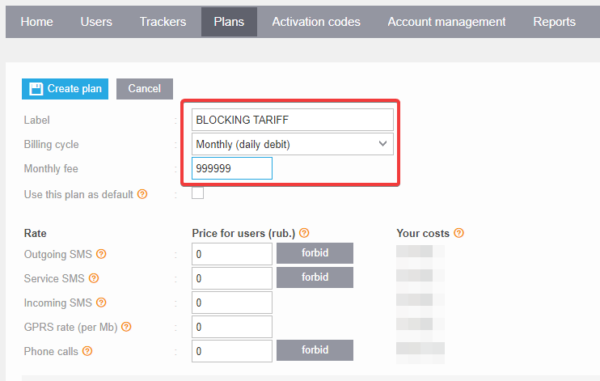 Home Users Trackers Plans Activation codes Account management Reports
Create plan Cancel
Label : BLOCKING TARIFF
Billing cycle : Monthly (daily debit)
Monthly fee : 999999
Use this plan as default ? :
Rate Price for users (rub.) ? Your costs ?
Outgoing SMS ? : 0 forbid
Service SMS ? : 0 forbid
Incoming SMS ? : 0
GPRS rate (per Mb) ? : 0
Phone calls ? : 0 forbid